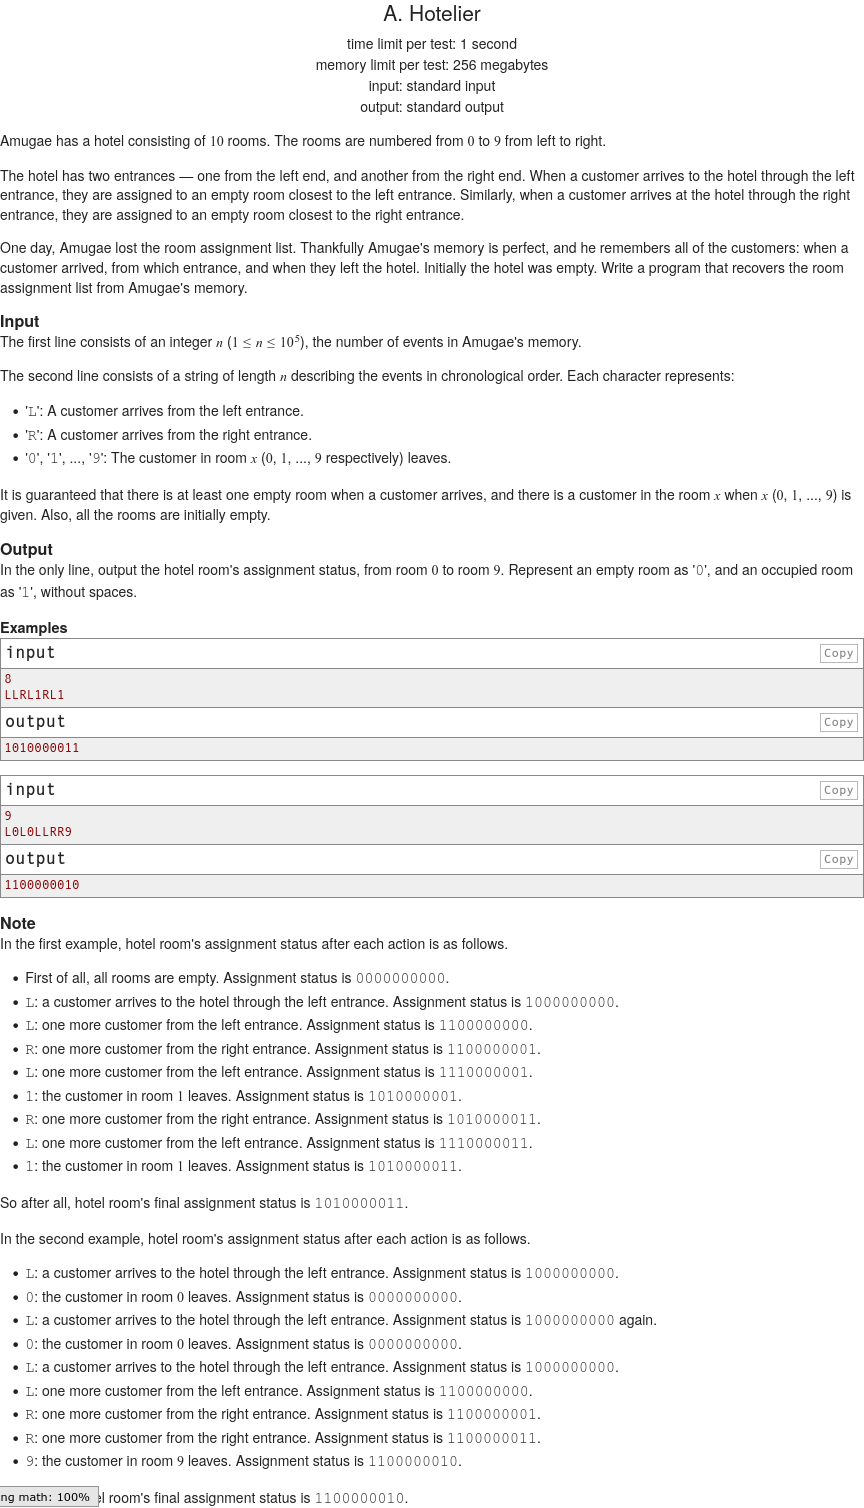 A. Hotelier
time limit per test: 1 second
memory limit per test: 256 megabytes
input: standard input
output: standard output
Amugae has a hotel consisting of 10 rooms. The rooms are numbered from 0 to 9 from left to right.
The hotel has two entrances — one from the left end, and another from the right end. When a customer arrives to the hotel through the left
entrance, they are assigned to an empty room closest to the left entrance. Similarly, when a customer arrives at the hotel through the right
entrance, they are assigned to an empty room closest to the right entrance.
One day, Amugae lost the room assignment list. Thankfully Amugae's memory is perfect, and he remembers all of the customers: when a
customer arrived, from which entrance, and when they left the hotel. Initially the hotel was empty. Write a program that recovers the room
assignment list from Amugae's memory.
Input
The first line consists of an integer n (1 ≤ n ≤ 10⁵), the number of events in Amugae's memory.
The second line consists of a string of length n describing the events in chronological order. Each character represents:
• 'L': A customer arrives from the left entrance.
• 'R': A customer arrives from the right entrance.
• '0', '1', ..., '9': The customer in room x (0, 1, ..., 9 respectively) leaves.
It is guaranteed that there is at least one empty room when a customer arrives, and there is a customer in the room x when x (0, 1, ..., 9) is
given. Also, all the rooms are initially empty.
Output
In the only line, output the hotel room's assignment status, from room 0 to room 9. Represent an empty room as '0', and an occupied room
as '1', without spaces.
Examples
input Copy
8
LLRL1RL1
output Copy
1010000011
input Copy
9
L0L0LLRR9
output Copy
1100000010
Note
In the first example, hotel room's assignment status after each action is as follows.
• First of all, all rooms are empty. Assignment status is 0000000000.
• L: a customer arrives to the hotel through the left entrance. Assignment status is 1000000000.
• L: one more customer from the left entrance. Assignment status is 1100000000.
• R: one more customer from the right entrance. Assignment status is 1100000001.
• L: one more customer from the left entrance. Assignment status is 1110000001.
• 1: the customer in room 1 leaves. Assignment status is 1010000001.
• R: one more customer from the right entrance. Assignment status is 1010000011.
• L: one more customer from the left entrance. Assignment status is 1110000011.
• 1: the customer in room 1 leaves. Assignment status is 1010000011.
So after all, hotel room's final assignment status is 1010000011.
In the second example, hotel room's assignment status after each action is as follows.
• L: a customer arrives to the hotel through the left entrance. Assignment status is 1000000000.
• 0: the customer in room 0 leaves. Assignment status is 0000000000.
• L: a customer arrives to the hotel through the left entrance. Assignment status is 1000000000 again.
• 0: the customer in room 0 leaves. Assignment status is 0000000000.
• L: a customer arrives to the hotel through the left entrance. Assignment status is 1000000000.
• L: one more customer from the left entrance. Assignment status is 1100000000.
• R: one more customer from the right entrance. Assignment status is 1100000001.
• R: one more customer from the right entrance. Assignment status is 1100000011.
• 9: the customer in room 9 leaves. Assignment status is 1100000010.
ng math: 100% el room's final assignment status is 1100000010.